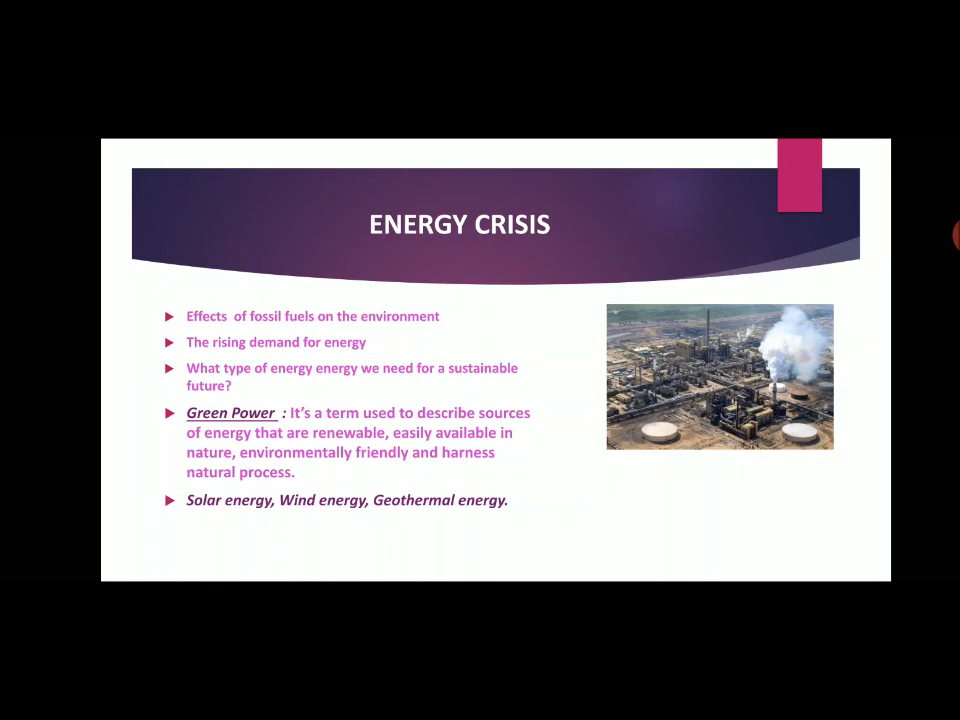 ENERGY CRISIS
Effects of fossil fuels on the environment
The rising demand for energy
What type of energy energy we need for a sustainable
future?
Green Power : It's a term used to describe sources
of energy that are renewable, easily available in
nature, environmentally friendly and harness
natural process.
Solar energy, Wind energy, Geothermal energy.